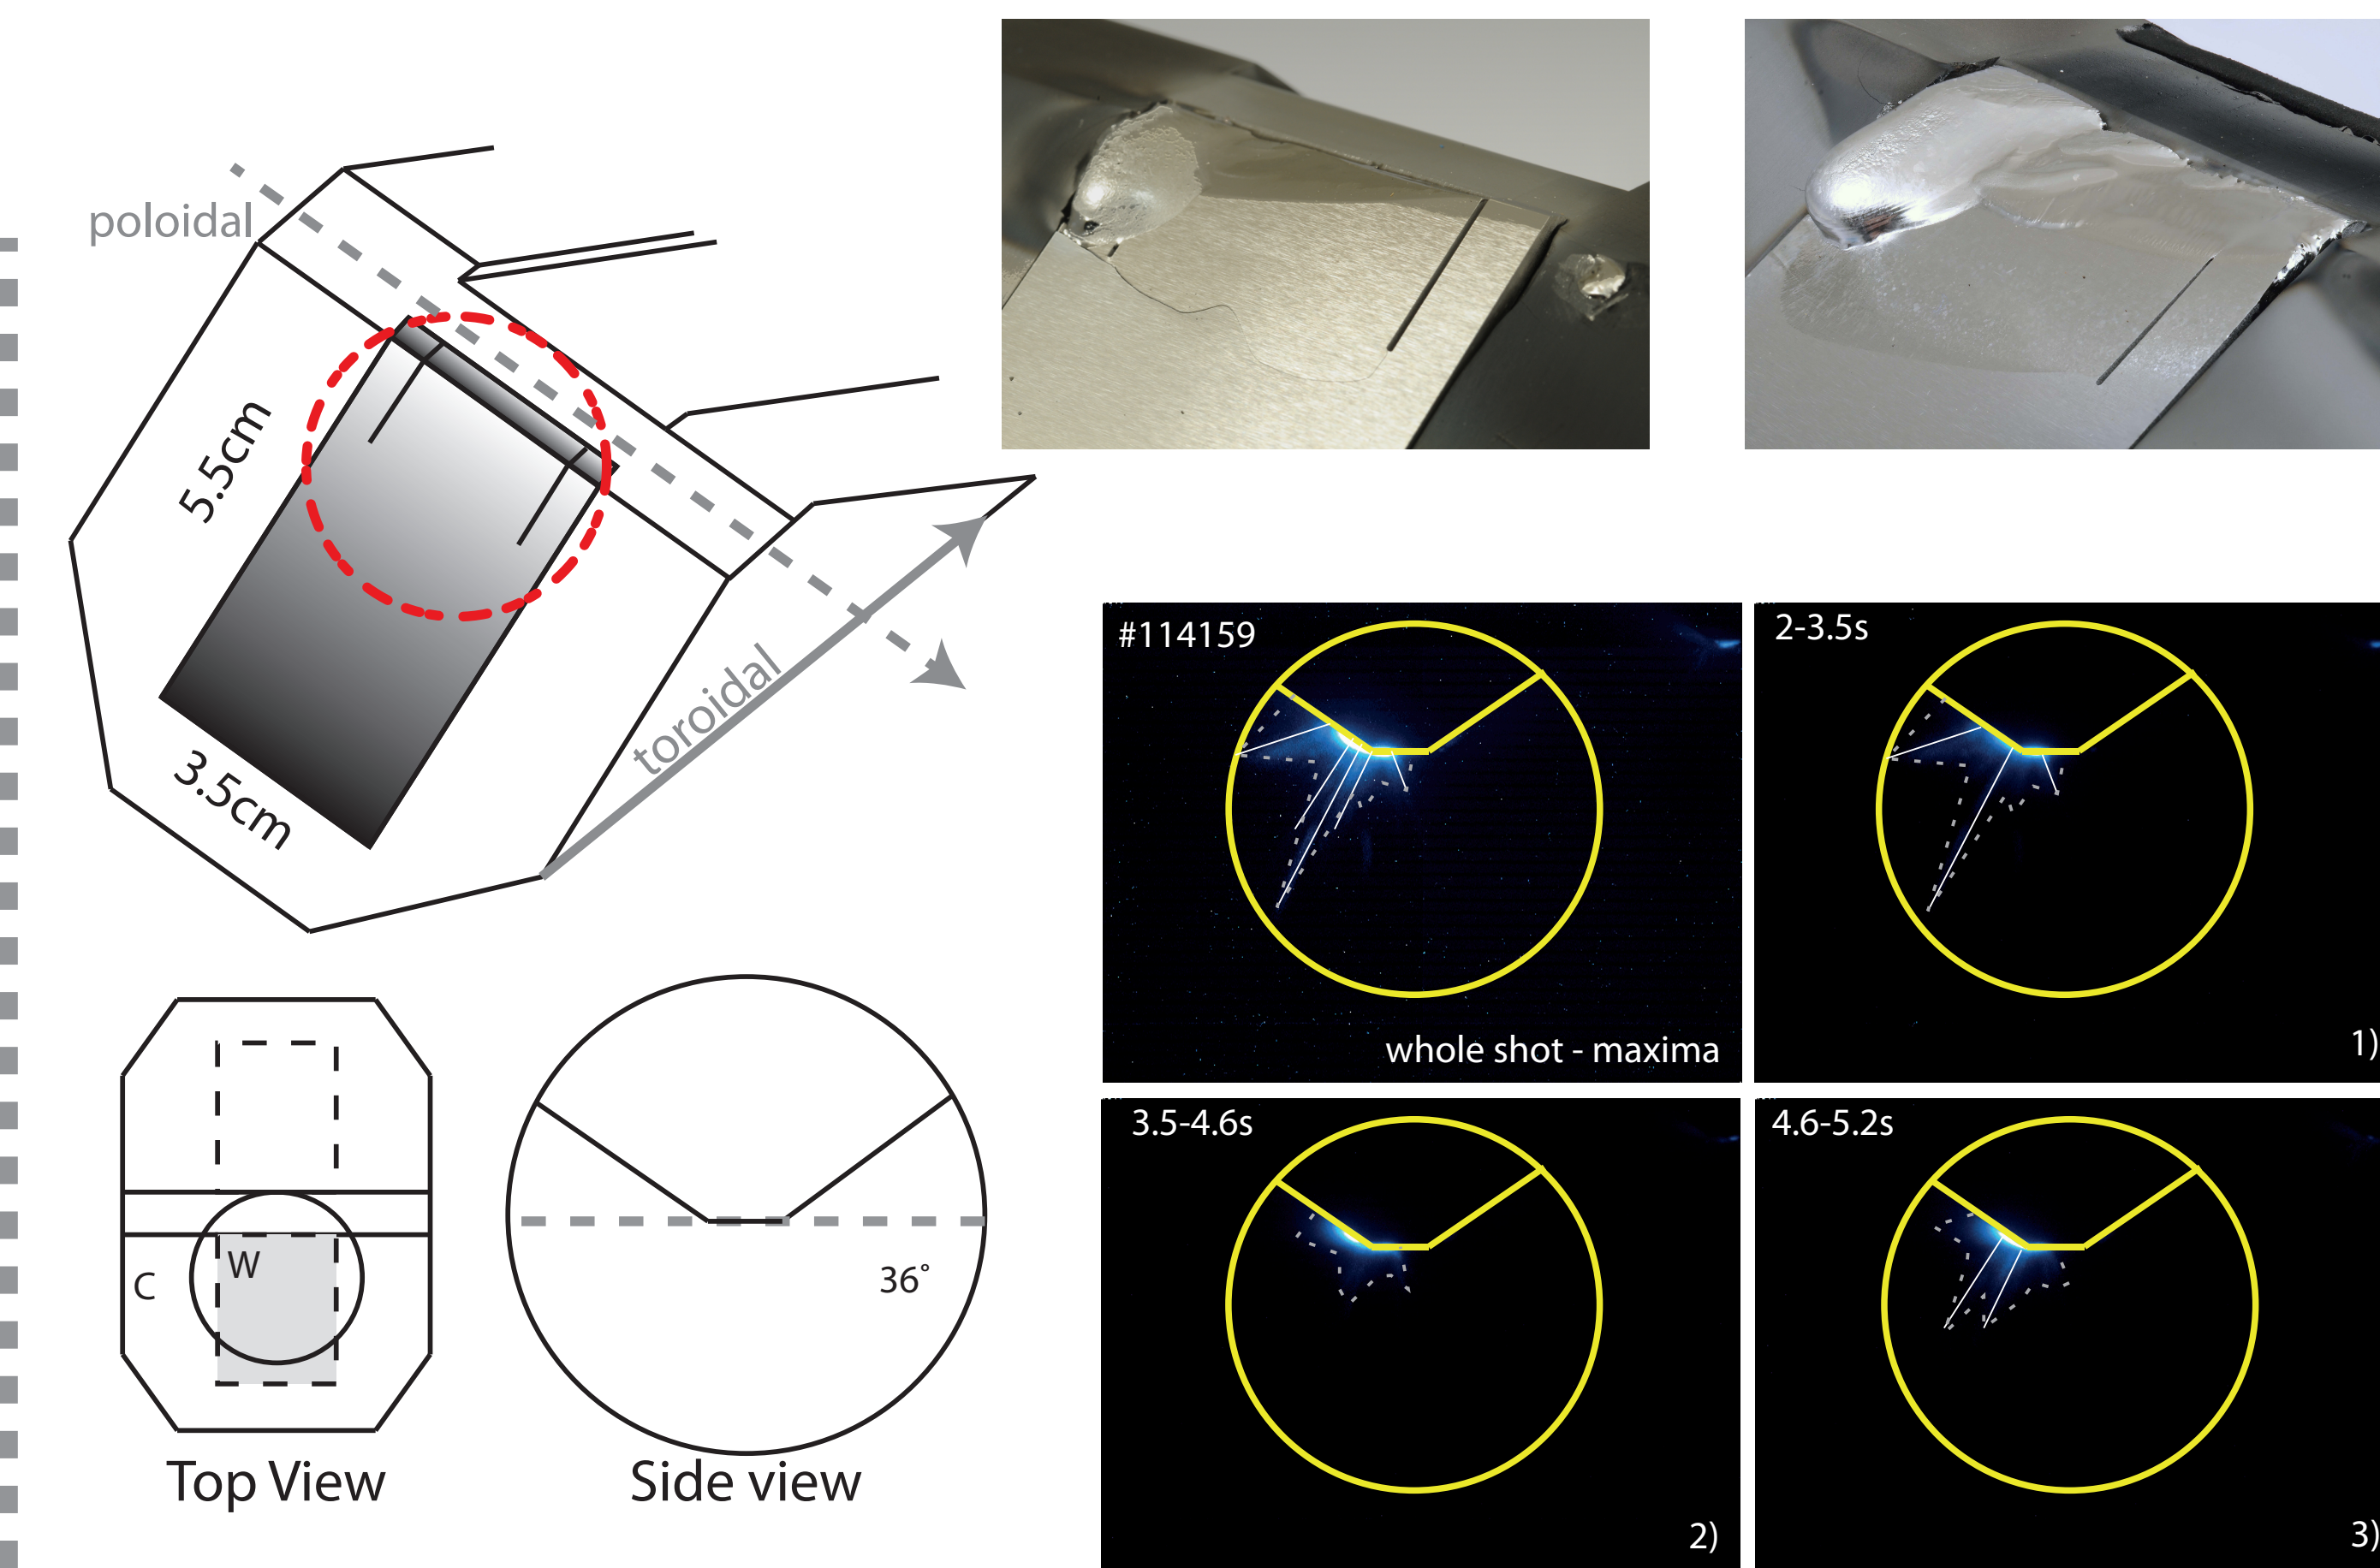 poloidal
5.5cm
3.5cm
toroidal
#114159
whole shot - maxima
2-3.5s
1)
3.5-4.6s
2)
4.6-5.2s
3)
C
W
36°
Top View
Side view